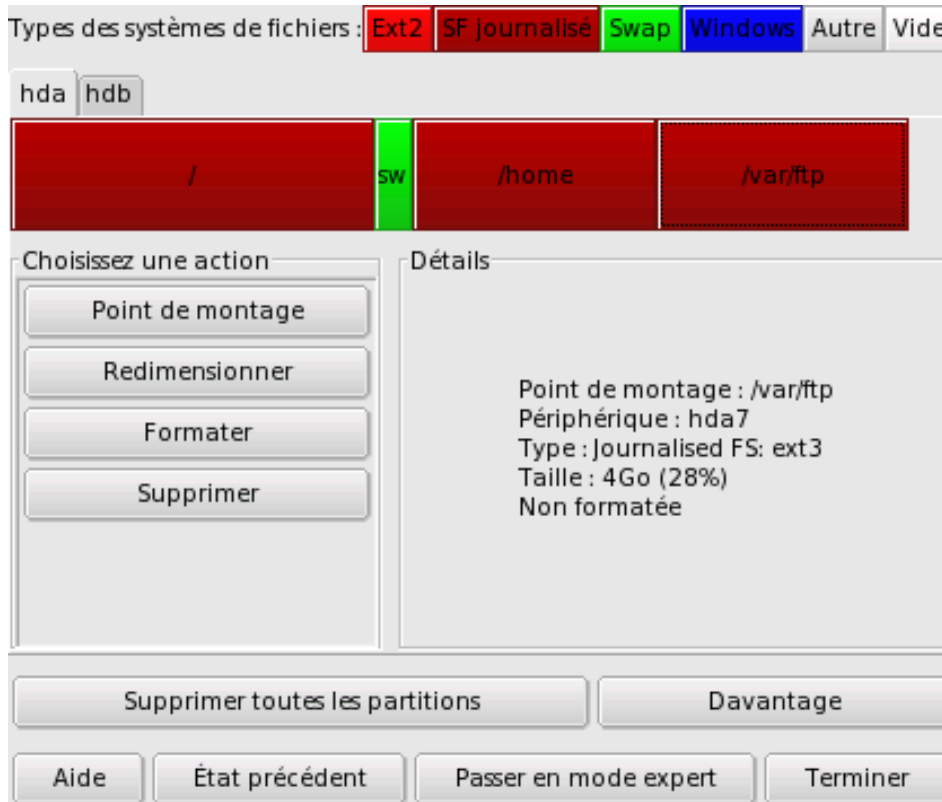 Types des systèmes de fichiers : Ext2 SF journalisé Swap Windows Autre Vide
hda hdb
/ sw /home /var/ftp
Choisissez une action
Point de montage
Redimensionner
Formater
Supprimer
Détails
Point de montage : /var/ftp
Périphérique : hda7
Type : Journalised FS: ext3
Taille : 4Go (28%)
Non formatée
Supprimer toutes les partitions Davantage
Aide État précédent Passer en mode expert Terminer